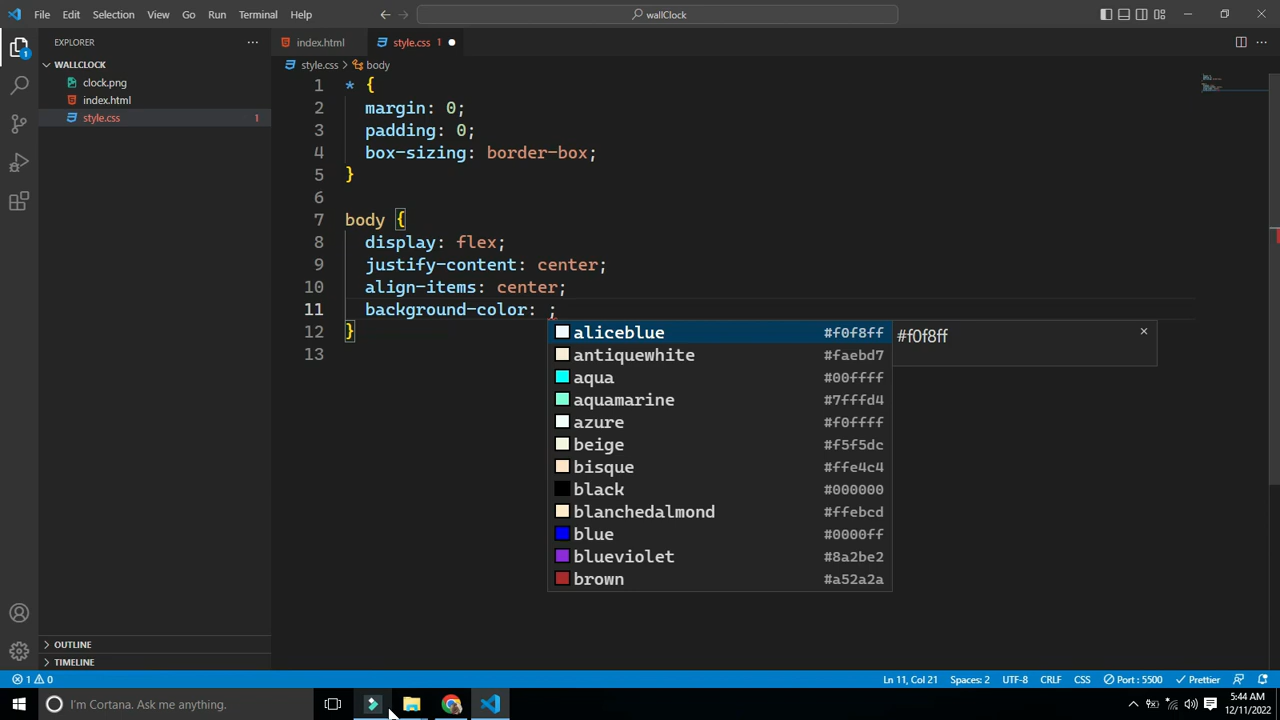 File Edit Selection View Go Run Terminal Help
wallClock
EXPLORER
index.html
style.css 1
WALLCLOCK
clock.png
index.html
style.css 1
style.css > body
1 * {
2 margin: 0;
3 padding: 0;
4 box-sizing: border-box;
5 }
6
7 body {
8 display: flex;
9 justify-content: center;
10 align-items: center;
11 background-color: ;
12 }
13
aliceblue #f0f8ff
#f0f8ff
antiquewhite #faebd7
aqua #00ffff
aquamarine #7fffd4
azure #f0ffff
beige #f5f5dc
bisque #ffe4c4
black #000000
blanchedalmond #ffebcd
blue #0000ff
blueviolet #8a2be2
brown #a52a2a
1
OUTLINE
TIMELINE
1 0
Ln 11, Col 21 Spaces: 2 UTF-8 CRLF CSS Port : 5500 Prettier
I'm Cortana. Ask me anything.
5:44 AM
12/11/2022